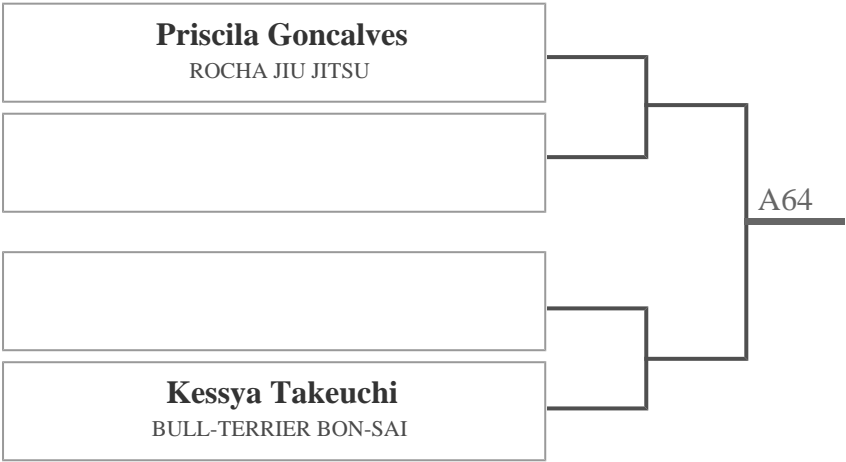 Priscila Goncalves
ROCHA JIU JITSU
A64
Kessya Takeuchi
BULL-TERRIER BON-SAI